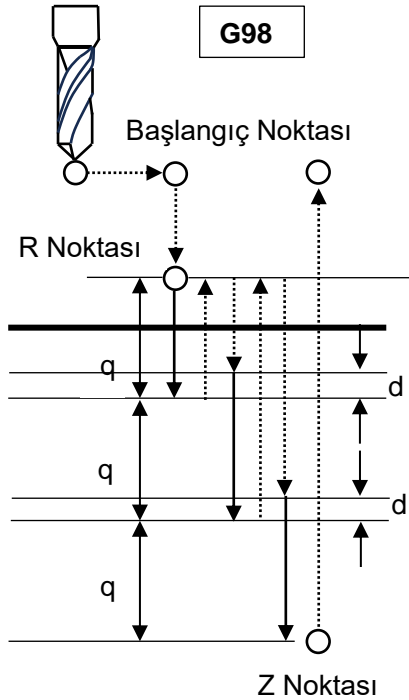 G98
Başlangıç Noktası
R Noktası
q
d
q
d
q
Z Noktası